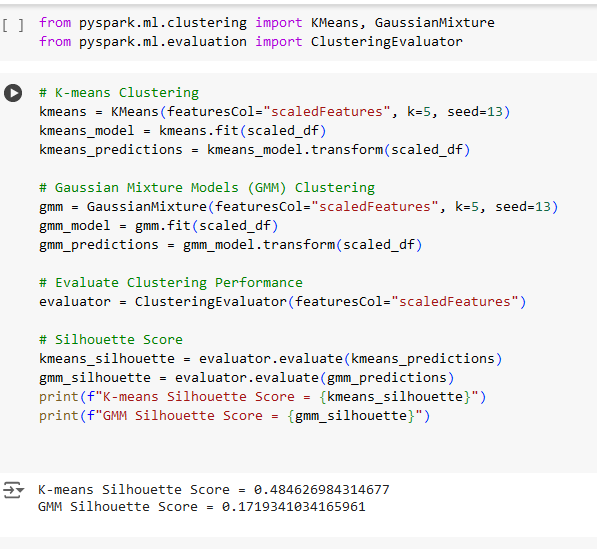 [ ] from pyspark.ml.clustering import KMeans, GaussianMixture
from pyspark.ml.evaluation import ClusteringEvaluator
# K-means Clustering
kmeans = KMeans(featuresCol="scaledFeatures", k=5, seed=13)
kmeans_model = kmeans.fit(scaled_df)
kmeans_predictions = kmeans_model.transform(scaled_df)
# Gaussian Mixture Models (GMM) Clustering
gmm = GaussianMixture(featuresCol="scaledFeatures", k=5, seed=13)
gmm_model = gmm.fit(scaled_df)
gmm_predictions = gmm_model.transform(scaled_df)
# Evaluate Clustering Performance
evaluator = ClusteringEvaluator(featuresCol="scaledFeatures")
# Silhouette Score
kmeans_silhouette = evaluator.evaluate(kmeans_predictions)
gmm_silhouette = evaluator.evaluate(gmm_predictions)
print(f"K-means Silhouette Score = {kmeans_silhouette}")
print(f"GMM Silhouette Score = {gmm_silhouette}")
K-means Silhouette Score = 0.484626984314677
GMM Silhouette Score = 0.1719341034165961